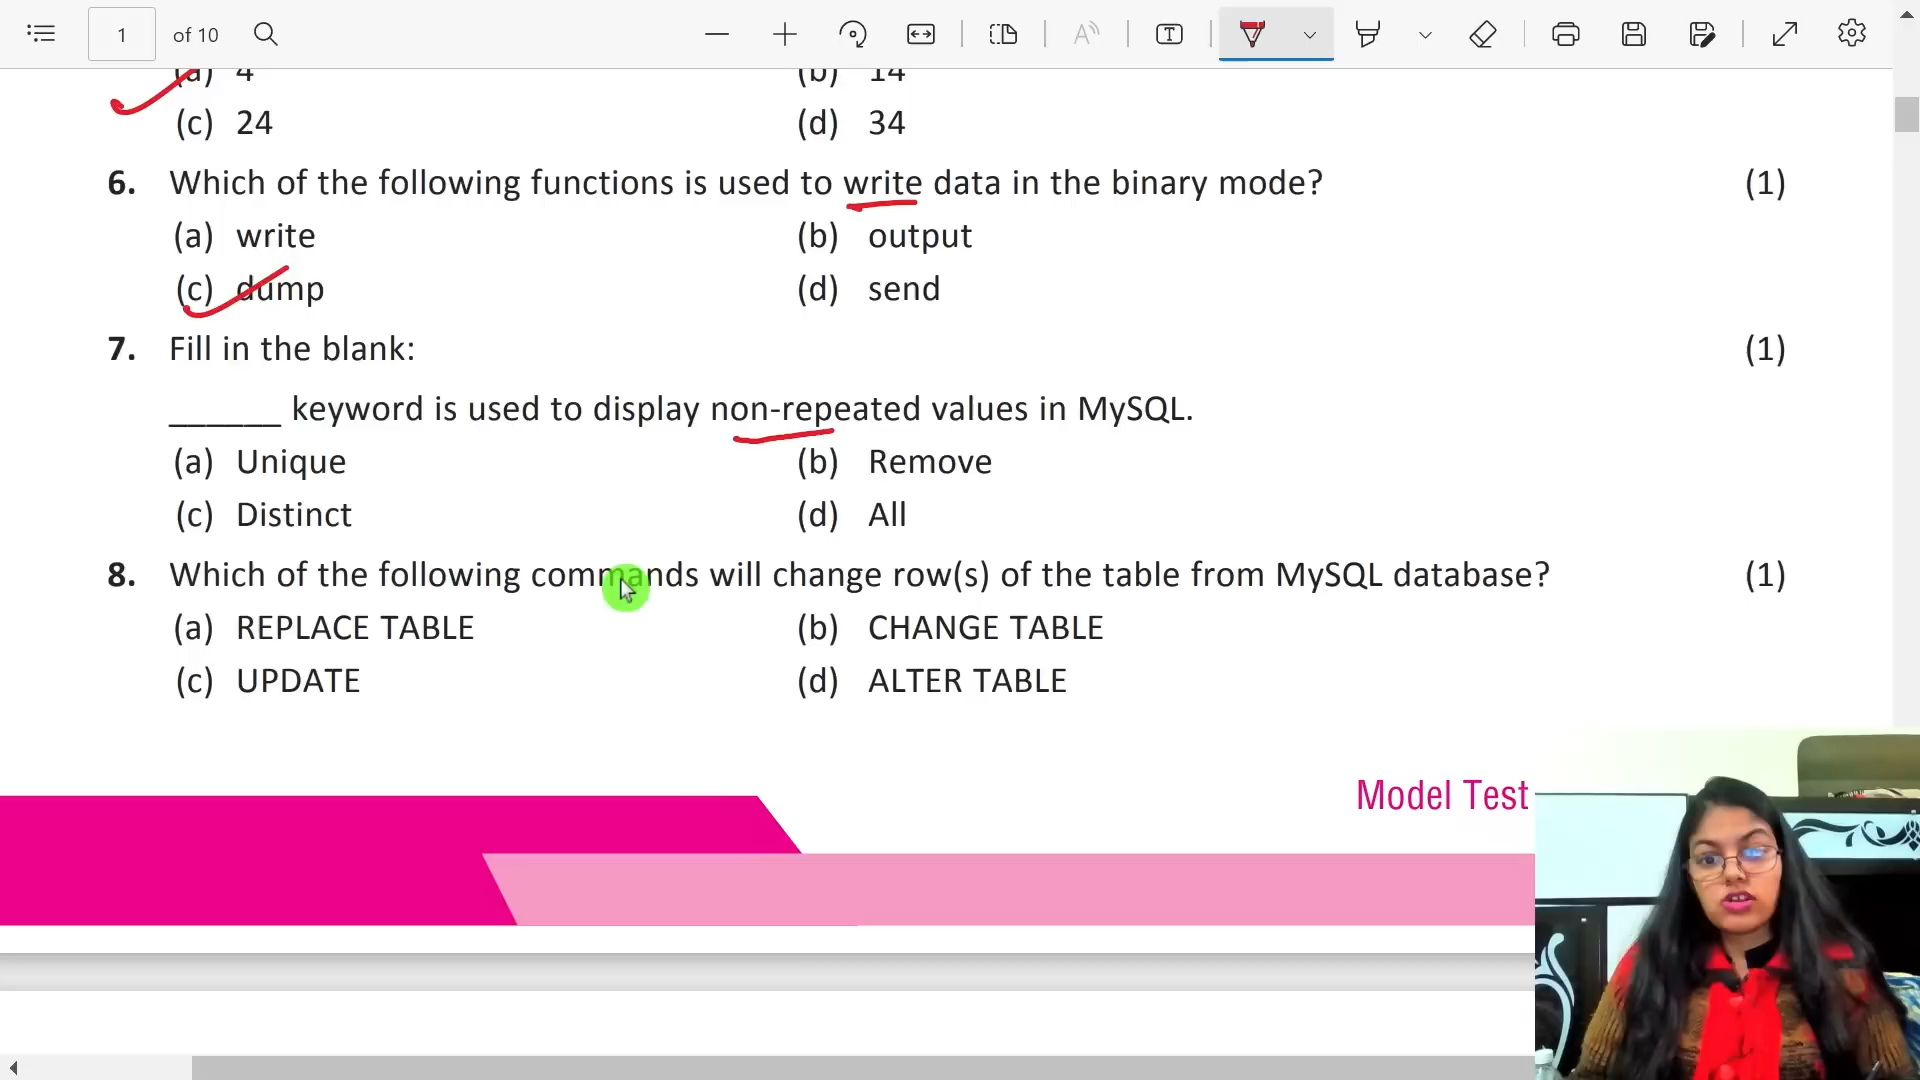 1 of 10
(a) 4 (b) 14
(c) 24 (d) 34
6. Which of the following functions is used to write data in the binary mode? (1)
(a) write (b) output
(c) dump (d) send
7. Fill in the blank: (1)
______ keyword is used to display non-repeated values in MySQL.
(a) Unique (b) Remove
(c) Distinct (d) All
8. Which of the following commands will change row(s) of the table from MySQL database? (1)
(a) REPLACE TABLE (b) CHANGE TABLE
(c) UPDATE (d) ALTER TABLE
Model Test